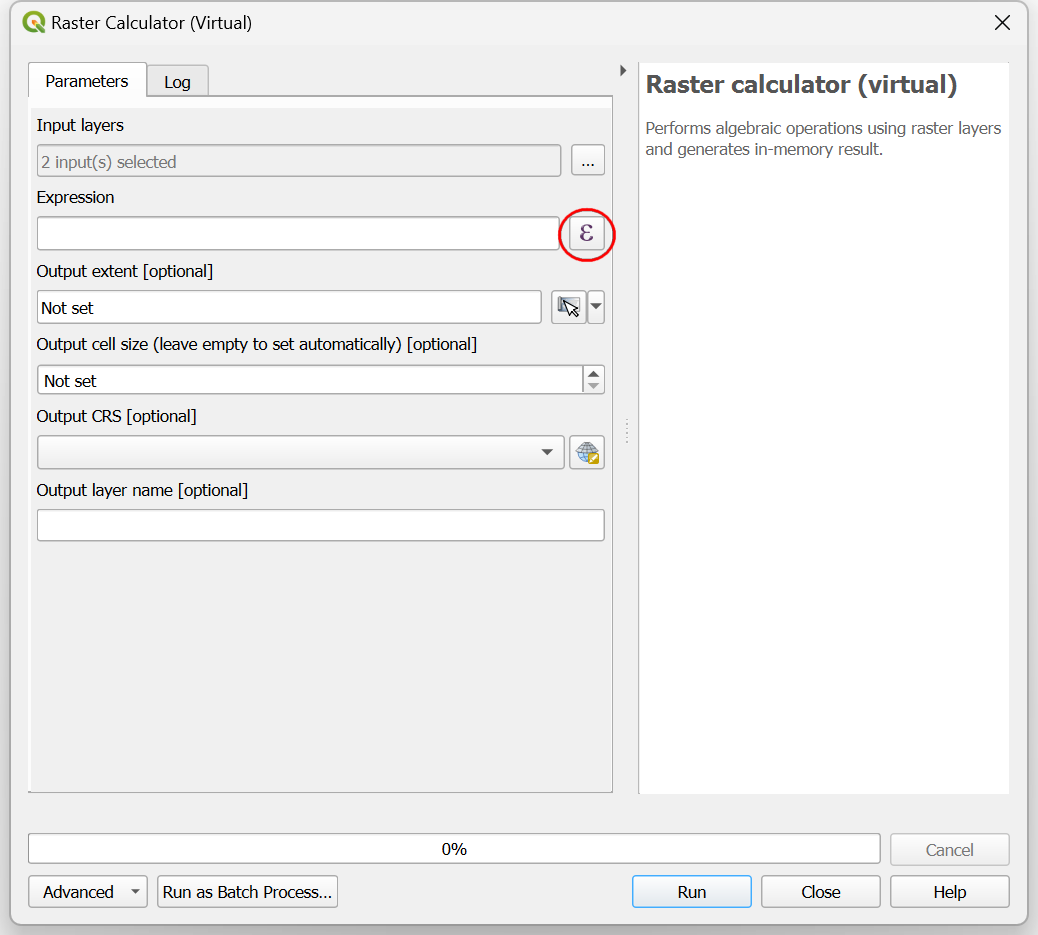 Raster Calculator (Virtual)
Parameters
Log
Input layers
2 input(s) selected
...
Expression
ε
Output extent [optional]
Not set
Output cell size (leave empty to set automatically) [optional]
Not set
Output CRS [optional]
Output layer name [optional]
Raster calculator (virtual)
Performs algebraic operations using raster layers
and generates in-memory result.
0%
Cancel
Advanced
Run as Batch Process...
Run
Close
Help